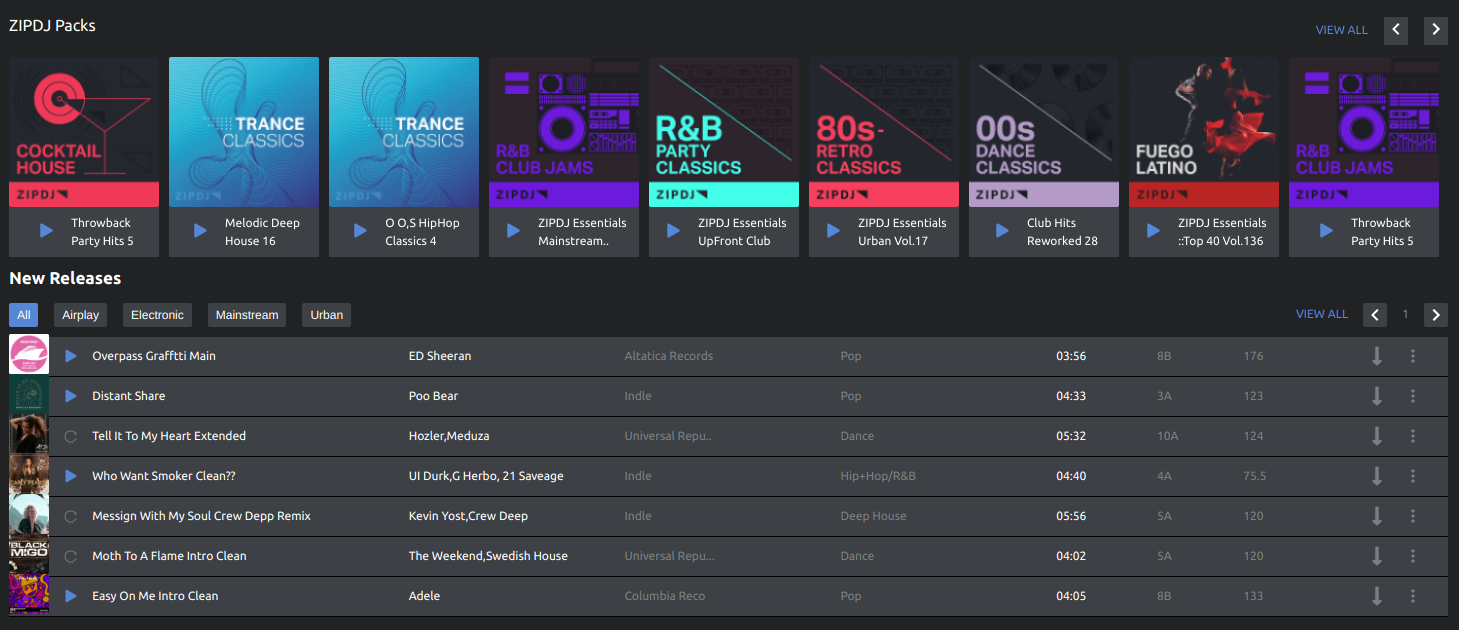 ZIPDJ Packs
VIEW ALL
COCKTAIL
HOUSE
ZIPDJ
Throwback
Party Hits 5
TRANCE
CLASSICS
ZIPDJ
Melodic Deep
House 16
TRANCE
CLASSICS
ZIPDJ
O O,S HipHop
Classics 4
R&B
CLUB JAMS
ZIPDJ
ZIPDJ Essentials
Mainstream..
R&B
PARTY
CLASSICS
ZIPDJ
ZIPDJ Essentials
UpFront Club
80s-
RETRO
CLASSICS
ZIPDJ
ZIPDJ Essentials
Urban Vol.17
00s
DANCE
CLASSICS
ZIPDJ
Club Hits
Reworked 28
FUEGO
LATINO
ZIPDJ
ZIPDJ Essentials
::Top 40 Vol.136
R&B
CLUB JAMS
ZIPDJ
Throwback
Party Hits 5
New Releases
All Airplay Electronic Mainstream Urban VIEW ALL 1
Overpass Grafftti Main ED Sheeran Altatica Records Pop 03:56 8B 176
Distant Share Poo Bear Indle Pop 04:33 3A 123
Tell It To My Heart Extended Hozler,Meduza Universal Repu.. Dance 05:32 10A 124
Who Want Smoker Clean?? UI Durk,G Herbo, 21 Saveage Indle Hip+Hop/R&B 04:40 4A 75.5
Messign With My Soul Crew Depp Remix Kevin Yost,Crew Deep Indle Deep House 05:56 5A 120
BLACK
MIGO
Moth To A Flame Intro Clean The Weekend,Swedish House Universal Repu... Dance 04:02 5A 120
Easy On Me Intro Clean Adele Columbia Reco Pop 04:05 8B 133